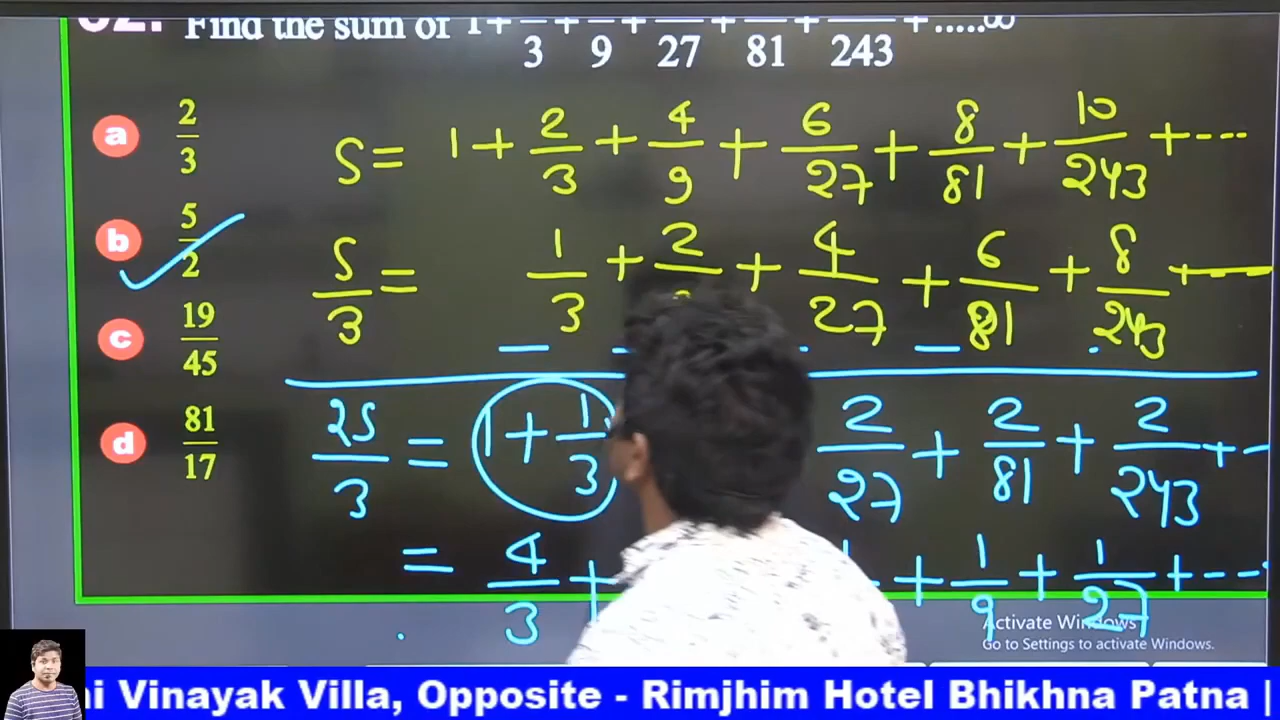 Find the sum of 1+ /3 + /9 + /27 + /81 + /243 +.....∞
a 2/3
b 5/2
c 19/45
d 81/17
S= 1+ 2/3 + 4/9 + 6/27 + 8/81 + 10/243 +---
S/3 = 1/3 + 2/ + 4/27 + 6/81 + 8/243 +
2S/3 = 1+ 1/3 2/27 + 2/81 + 2/243 +-
= 4/3 + + 1/9 + 1/27 +---
Activate Windows
Go to Settings to activate Windows.
Vinayak Villa, Opposite - Rimjhim Hotel Bhikhna Patna |